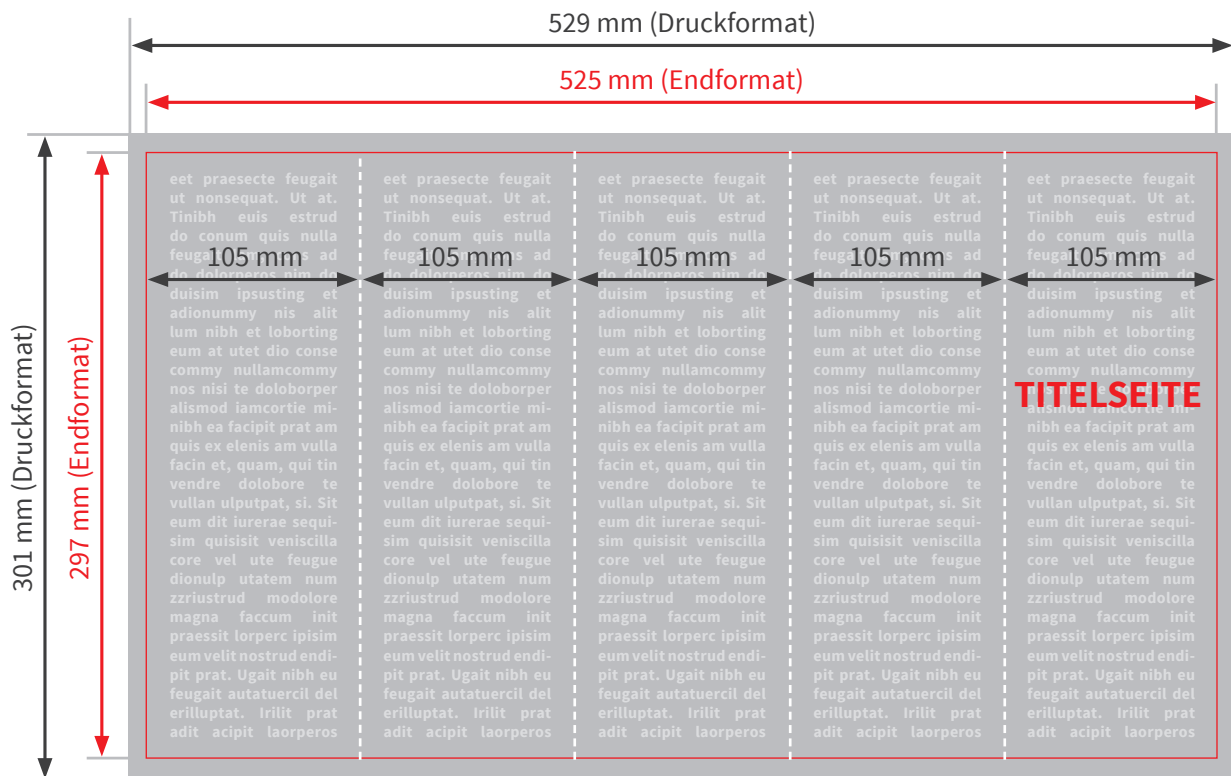 529 mm (Druckformat)
525 mm (Endformat)
301 mm (Druckformat)
297 mm (Endformat)
eet praesecte feugait
ut nonsequat. Ut at.
Tinibh euis estrud
do conum quis nulla
ad
105 mm
do dolorperos nim do
duisim ipsusting et
adionummy nis alit
lum nibh et loborting
eum at utet dio conse
commy nullamcommy
nos nisi te doloborper
alismod iamcortie mi-
nibh ea facipit prat am
quis ex elenis am vulla
facin et, quam, qui tin
vendre dolobore te
vullan ulputpat, si. Sit
eum dit iurerae sequi-
sim quisisit veniscilla
core vel ute feugue
dionulp utatem num
zzriustrud modolore
magna faccum init
praessit lorperc ipisim
eum velit nostrud endi-
pit prat. Ugait nibh eu
feugait autatuercil del
erilluptat. Irilit prat
adit acipit laorperos
eet praesecte feugait
ut nonsequat. Ut at.
Tinibh euis estrud
do conum quis nulla
ad
105 mm
do dolorperos nim do
duisim ipsusting et
adionummy nis alit
lum nibh et loborting
eum at utet dio conse
commy nullamcommy
nos nisi te doloborper
alismod iamcortie mi-
nibh ea facipit prat am
quis ex elenis am vulla
facin et, quam, qui tin
vendre dolobore te
vullan ulputpat, si. Sit
eum dit iurerae sequi-
sim quisisit veniscilla
core vel ute feugue
dionulp utatem num
zzriustrud modolore
magna faccum init
praessit lorperc ipisim
eum velit nostrud endi-
pit prat. Ugait nibh eu
feugait autatuercil del
erilluptat. Irilit prat
adit acipit laorperos
eet praesecte feugait
ut nonsequat. Ut at.
Tinibh euis estrud
do conum quis nulla
ad
105 mm
do dolorperos nim do
duisim ipsusting et
adionummy nis alit
lum nibh et loborting
eum at utet dio conse
commy nullamcommy
nos nisi te doloborper
alismod iamcortie mi-
nibh ea facipit prat am
quis ex elenis am vulla
facin et, quam, qui tin
vendre dolobore te
vullan ulputpat, si. Sit
eum dit iurerae sequi-
sim quisisit veniscilla
core vel ute feugue
dionulp utatem num
zzriustrud modolore
magna faccum init
praessit lorperc ipisim
eum velit nostrud endi-
pit prat. Ugait nibh eu
feugait autatuercil del
erilluptat. Irilit prat
adit acipit laorperos
eet praesecte feugait
ut nonsequat. Ut at.
Tinibh euis estrud
do conum quis nulla
ad
105 mm
do dolorperos nim do
duisim ipsusting et
adionummy nis alit
lum nibh et loborting
eum at utet dio conse
commy nullamcommy
nos nisi te doloborper
alismod iamcortie mi-
nibh ea facipit prat am
quis ex elenis am vulla
facin et, quam, qui tin
vendre dolobore te
vullan ulputpat, si. Sit
eum dit iurerae sequi-
sim quisisit veniscilla
core vel ute feugue
dionulp utatem num
zzriustrud modolore
magna faccum init
praessit lorperc ipisim
eum velit nostrud endi-
pit prat. Ugait nibh eu
feugait autatuercil del
erilluptat. Irilit prat
adit acipit laorperos
eet praesecte feugait
ut nonsequat. Ut at.
Tinibh euis estrud
do conum quis nulla
ad
105 mm
do dolorperos nim do
duisim ipsusting et
adionummy nis alit
lum nibh et loborting
eum at utet dio conse
commy nullamcommy
TITELSEITE
nibh ea facipit prat am
quis ex elenis am vulla
facin et, quam, qui tin
vendre dolobore te
vullan ulputpat, si. Sit
eum dit iurerae sequi-
sim quisisit veniscilla
core vel ute feugue
dionulp utatem num
zzriustrud modolore
magna faccum init
praessit lorperc ipisim
eum velit nostrud endi-
pit prat. Ugait nibh eu
feugait autatuercil del
erilluptat. Irilit prat
adit acipit laorperos